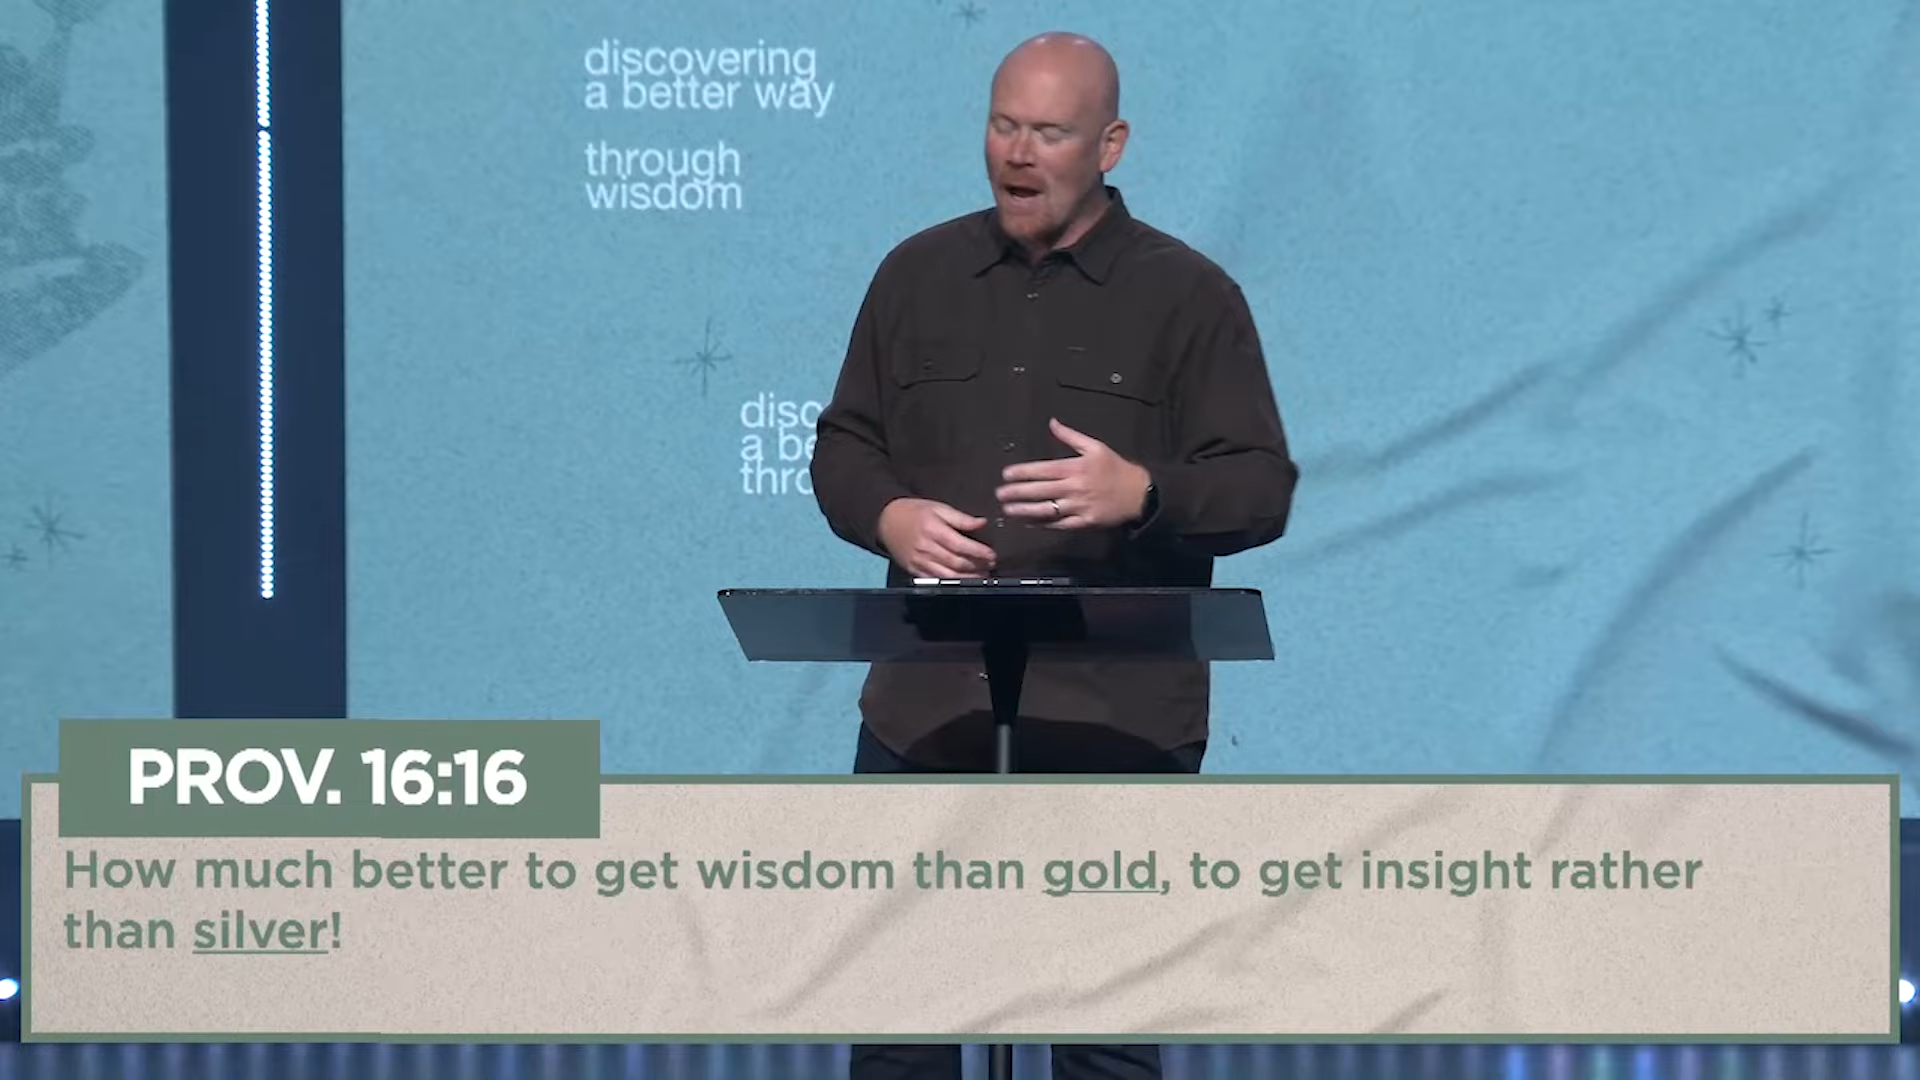 discovering
a better way
through
wisdom
PROV. 16:16
How much better to get wisdom than gold, to get insight rather
than silver!